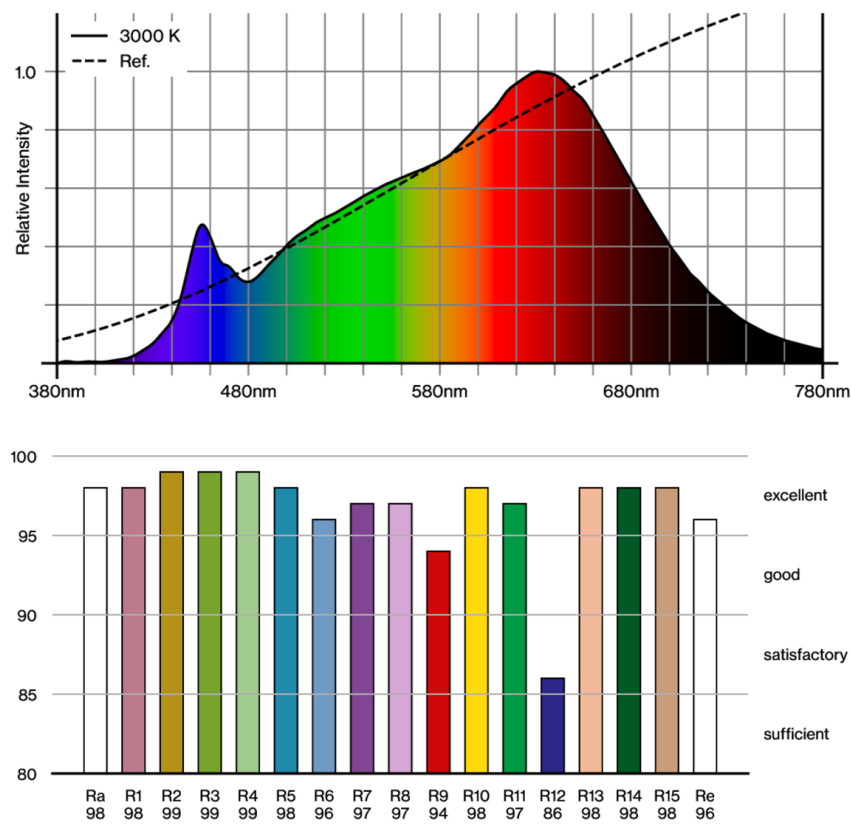 3000 K
Ref.
1.0
Relative Intensity
380nm 480nm 580nm 680nm 780nm
100
excellent
95
good
90
satisfactory
85
sufficient
80
Ra R1 R2 R3 R4 R5 R6 R7 R8 R9 R10 R11 R12 R13 R14 R15 Re
98 98 99 99 99 98 96 97 97 94 98 97 86 98 98 98 96